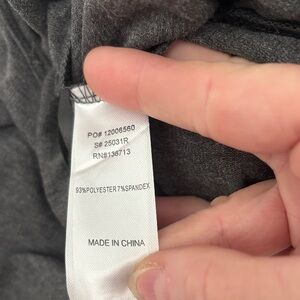 PO# 12006560
S# 25031R
RN#138713
93%POLYESTER 7%SPANDEX
MADE IN CHINA